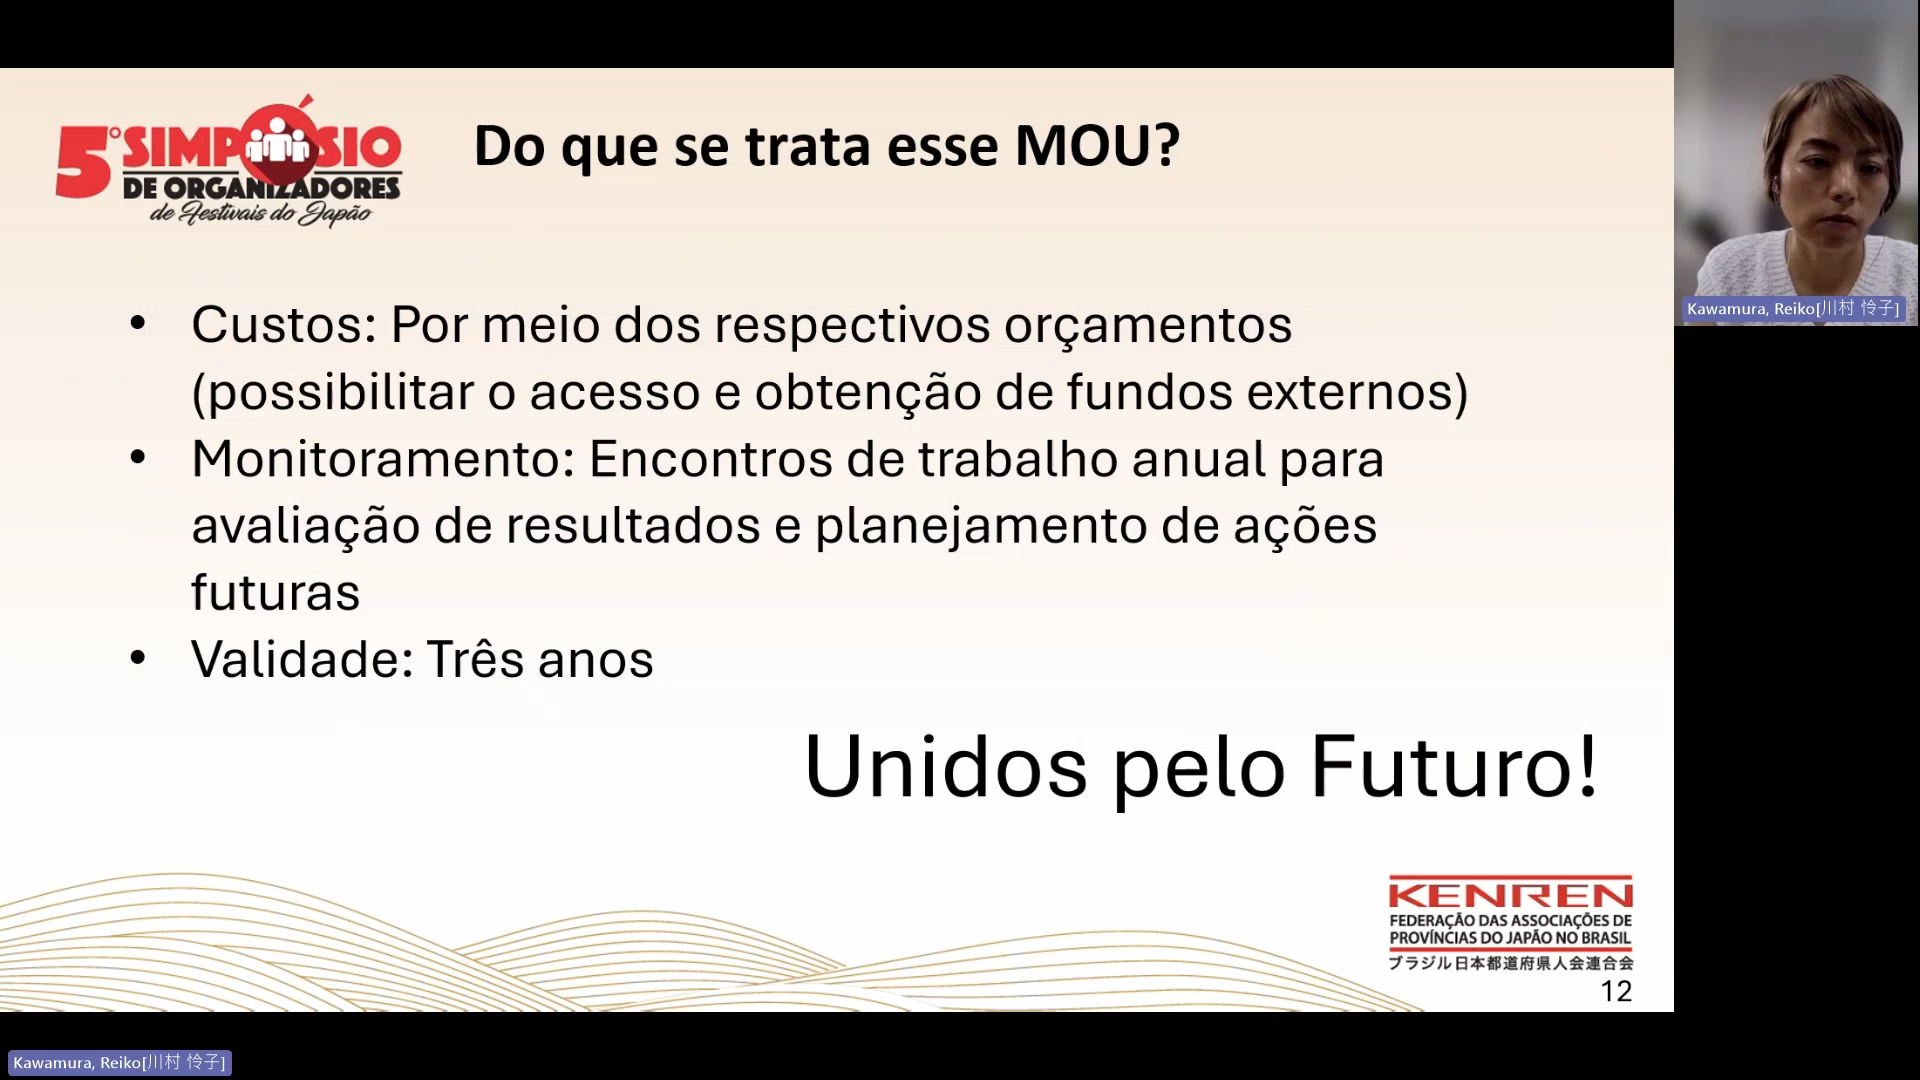 5º SIMPÓSIO
DE ORGANIZADORES
de Festivais do Japão
Do que se trata esse MOU?
• Custos: Por meio dos respectivos orçamentos
(possibilitar o acesso e obtenção de fundos externos)
• Monitoramento: Encontros de trabalho anual para
avaliação de resultados e planejamento de ações
futuras
• Validade: Três anos
Unidos pelo Futuro!
KENREN
FEDERAÇÃO DAS ASSOCIAÇÕES DE
PROVÍNCIAS DO JAPÃO NO BRASIL
ブラジル日本都道府県人会連合会
12
Kawamura, Reiko[川村 怜子]
Kawamura, Reiko[川村 怜子]